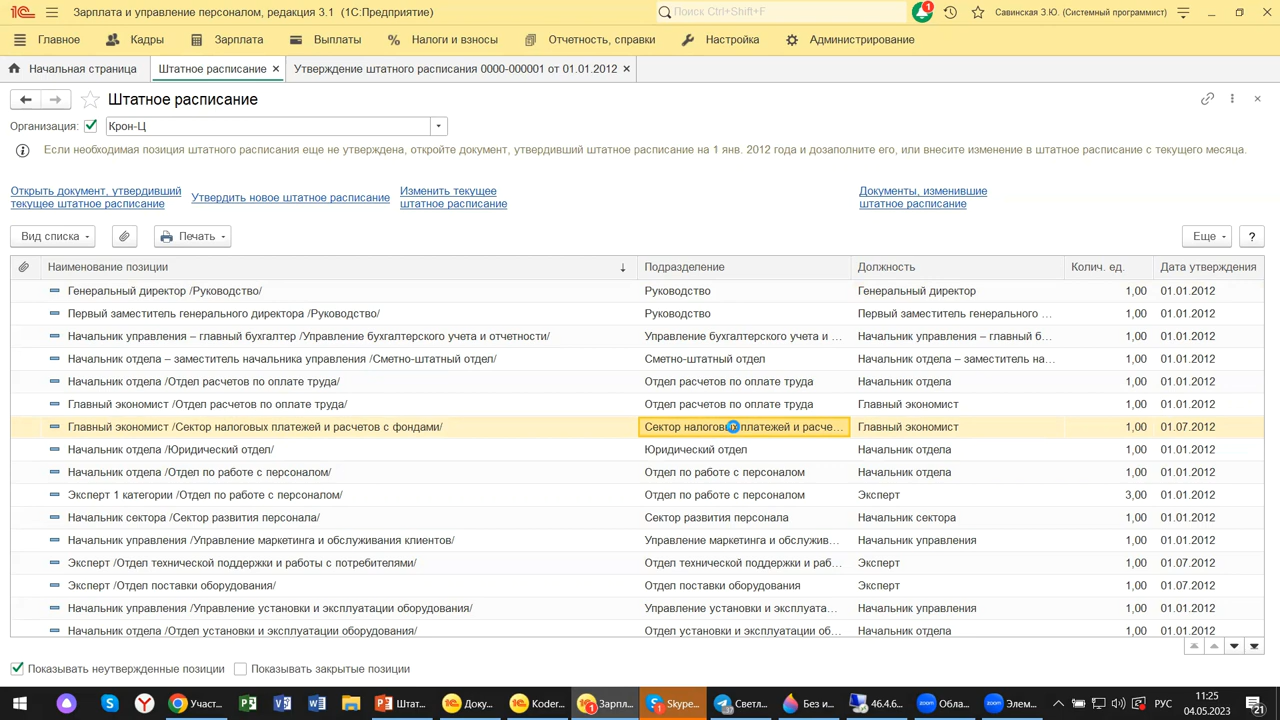 Зарплата и управление персоналом, редакция 3.1 (1С:Предприятие)
Поиск Ctrl+Shift+F
1
Савинская З.Ю. (Системный программист)
Главное
Кадры
Зарплата
Выплаты
Налоги и взносы
Отчетность, справки
Настройка
Администрирование
Начальная страница
Штатное расписание
Утверждение штатного расписания 0000-000001 от 01.01.2012
Штатное расписание
Организация:
Крон-Ц
Если необходимая позиция штатного расписания еще не утверждена, откройте документ, утвердивший штатное расписание на 1 янв. 2012 года и дозаполните его, или внесите изменение в штатное расписание с текущего месяца.
Открыть документ, утвердивший текущее штатное расписание
Утвердить новое штатное расписание
Изменить текущее штатное расписание
Документы, изменившие штатное расписание
Вид списка
Печать
Еще
?
Наименование позиции ↓ Подразделение Должность Колич. ед. Дата утверждения
Генеральный директор /Руководство/ Руководство Генеральный директор 1,00 01.01.2012
Первый заместитель генерального директора /Руководство/ Руководство Первый заместитель генерального ... 1,00 01.01.2012
Начальник управления – главный бухгалтер /Управление бухгалтерского учета и отчетности/ Управление бухгалтерского учета и ... Начальник управления – главный б... 1,00 01.01.2012
Начальник отдела – заместитель начальника управления /Сметно-штатный отдел/ Сметно-штатный отдел Начальник отдела – заместитель на... 1,00 01.01.2012
Начальник отдела /Отдел расчетов по оплате труда/ Отдел расчетов по оплате труда Начальник отдела 1,00 01.01.2012
Главный экономист /Отдел расчетов по оплате труда/ Отдел расчетов по оплате труда Главный экономист 1,00 01.01.2012
Главный экономист /Сектор налоговых платежей и расчетов с фондами/ Сектор налоговых платежей и расче... Главный экономист 1,00 01.07.2012
Начальник отдела /Юридический отдел/ Юридический отдел Начальник отдела 1,00 01.01.2012
Начальник отдела /Отдел по работе с персоналом/ Отдел по работе с персоналом Начальник отдела 1,00 01.01.2012
Эксперт 1 категории /Отдел по работе с персоналом/ Отдел по работе с персоналом Эксперт 3,00 01.01.2012
Начальник сектора /Сектор развития персонала/ Сектор развития персонала Начальник сектора 1,00 01.01.2012
Начальник управления /Управление маркетинга и обслуживания клиентов/ Управление маркетинга и обслужив... Начальник управления 1,00 01.01.2012
Эксперт /Отдел технической поддержки и работы с потребителями/ Отдел технической поддержки и раб... Эксперт 1,00 01.07.2012
Эксперт /Отдел поставки оборудования/ Отдел поставки оборудования Эксперт 1,00 01.07.2012
Начальник управления /Управление установки и эксплуатации оборудования/ Управление установки и эксплуата... Начальник управления 1,00 01.01.2012
Начальник отдела /Отдел установки и эксплуатации оборудования/ Отдел установки и эксплуатации об... Начальник отдела 1,00 01.01.2012
Показывать неутвержденные позиции
Показывать закрытые позиции
Участ...
Штат...
Доку...
Koder...
Зарпл...
Skype...
Светл...
Без и...
46.4.6...
Обла...
Элем...
РУС
11:25
04.05.2023
21